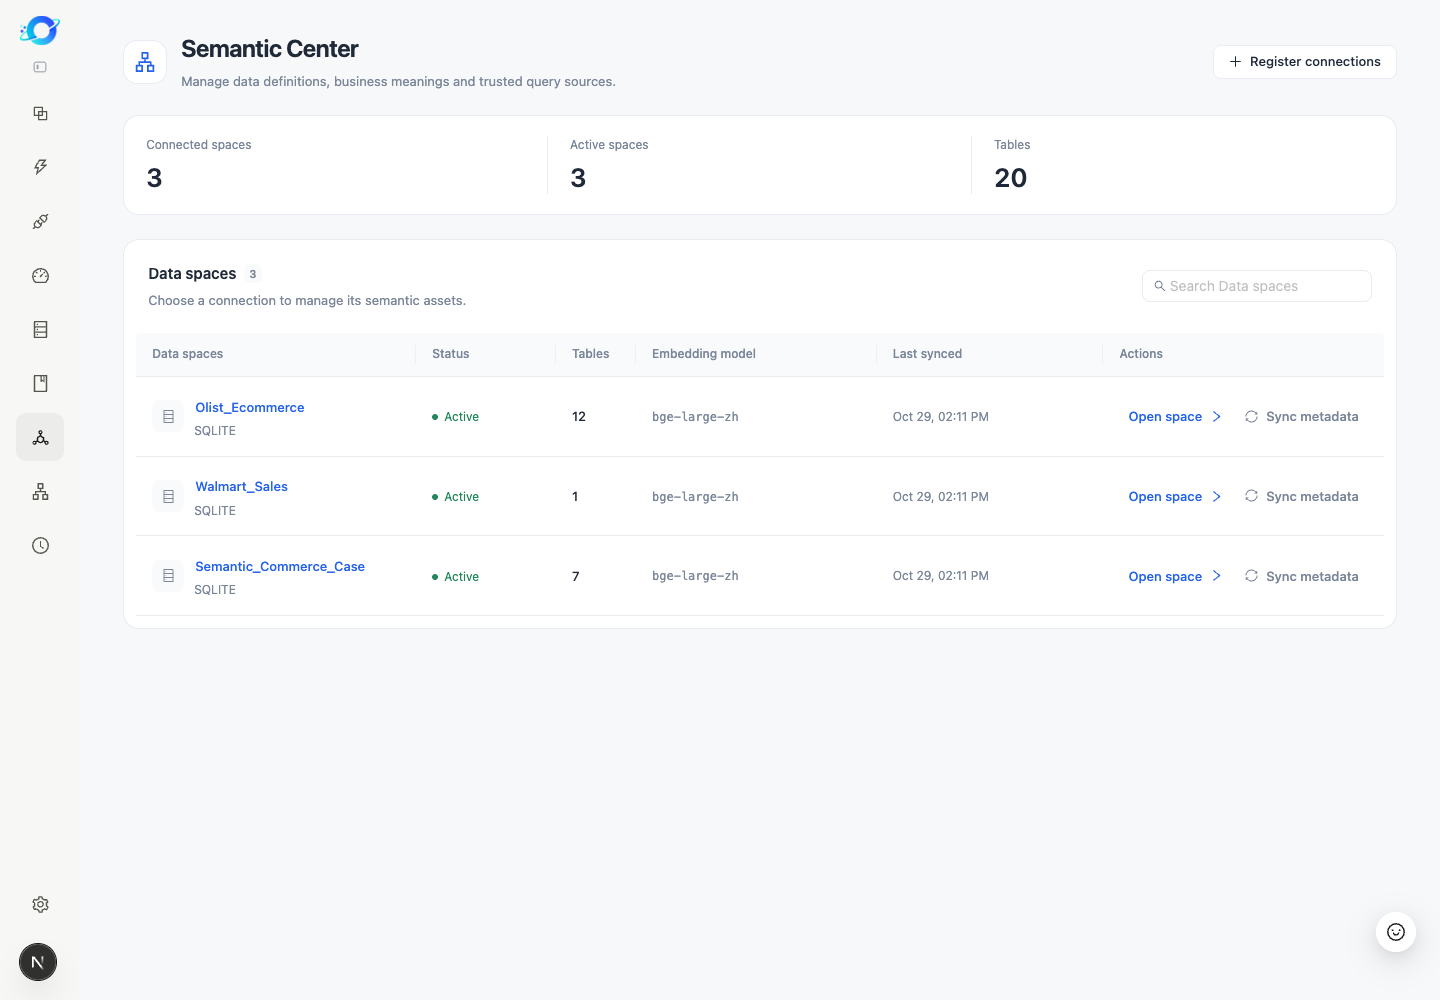 Semantic Center
Manage data definitions, business meanings and trusted query sources.
Register connections
Connected spaces
3
Active spaces
3
Tables
20
Data spaces 3
Choose a connection to manage its semantic assets.
Search Data spaces
Data spaces Status Tables Embedding model Last synced Actions
Olist_Ecommerce
SQLITE
Active 12 bge-large-zh Oct 29, 02:11 PM Open space Sync metadata
Walmart_Sales
SQLITE
Active 1 bge-large-zh Oct 29, 02:11 PM Open space Sync metadata
Semantic_Commerce_Case
SQLITE
Active 7 bge-large-zh Oct 29, 02:11 PM Open space Sync metadata
N